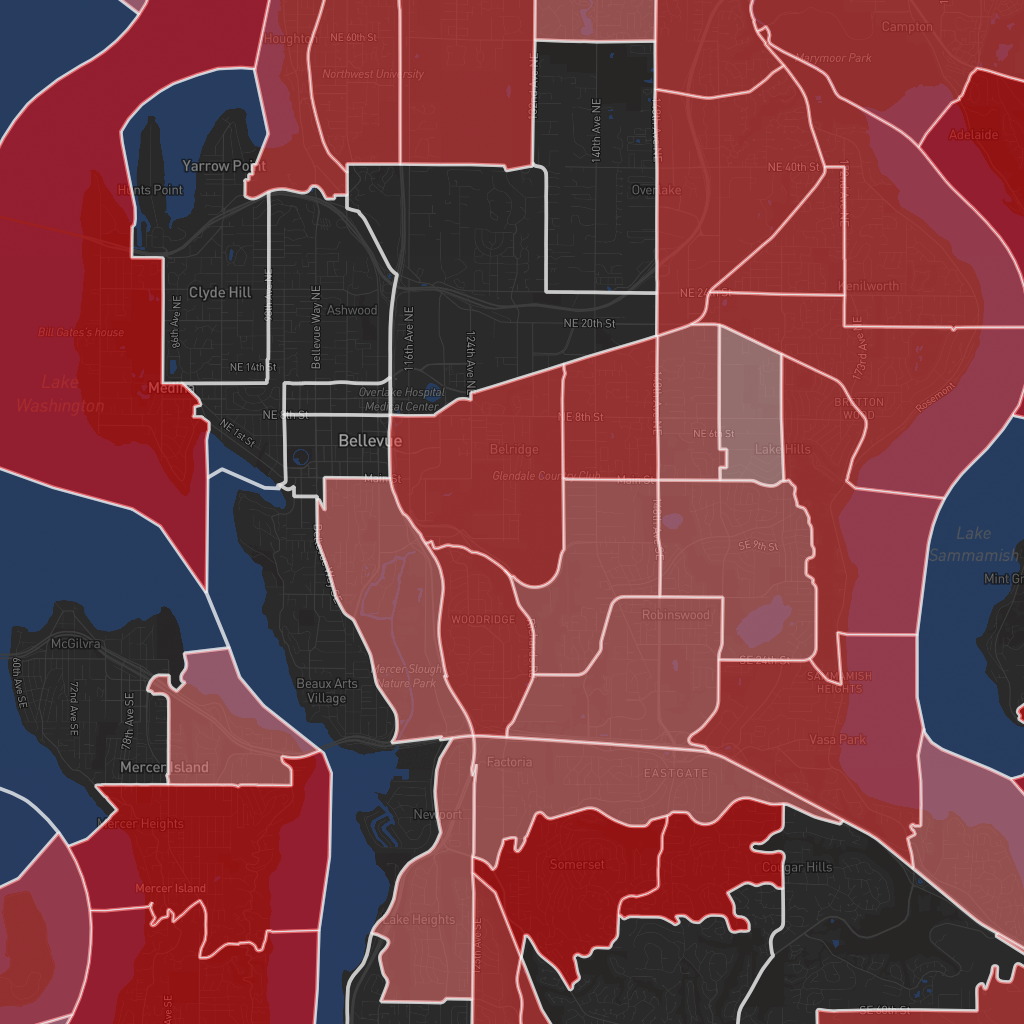 Campton
Houghton
NE 60th St
Marymoor Park
Northwest University
140th Ave NE
Adelaide
Yarrow Point
NE 40th St
Hunts Point
Overlake
Clyde Hill
86th Ave NE
Bellevue Way NE
Ashwood
116th Ave NE
124th Ave NE
NE 24th St
Kenilworth
NE 20th St
Bill Gates's house
173rd Ave NE
NE 14th St
Lake
Washington
Medina
Overlake Hospital
Medical Center
Rosemont
BRITTON
WOOD
NE 8th St
NE 8th St
NE 1st St
NE 6th St
Bellevue
Belridge
Lake Hills
Main St
Glendale Country Club
Main St
Lake
Sammamish
SE 9th St
Mint Gr
WOODRIDGE
Robinswood
McGilvra
60th Ave SE
72nd Ave SE
78th Ave SE
Mercer Slough
Nature Park
SE 24th St
Beaux Arts
Village
SAMMAMISH
HEIGHTS
Vasa Park
Mercer Island
Factoria
EASTGATE
Mercer Heights
Newport
Somerset
Cougar Hills
Mercer Island
Lake Heights
125th Ave SE
Ave SE
SE 60th St